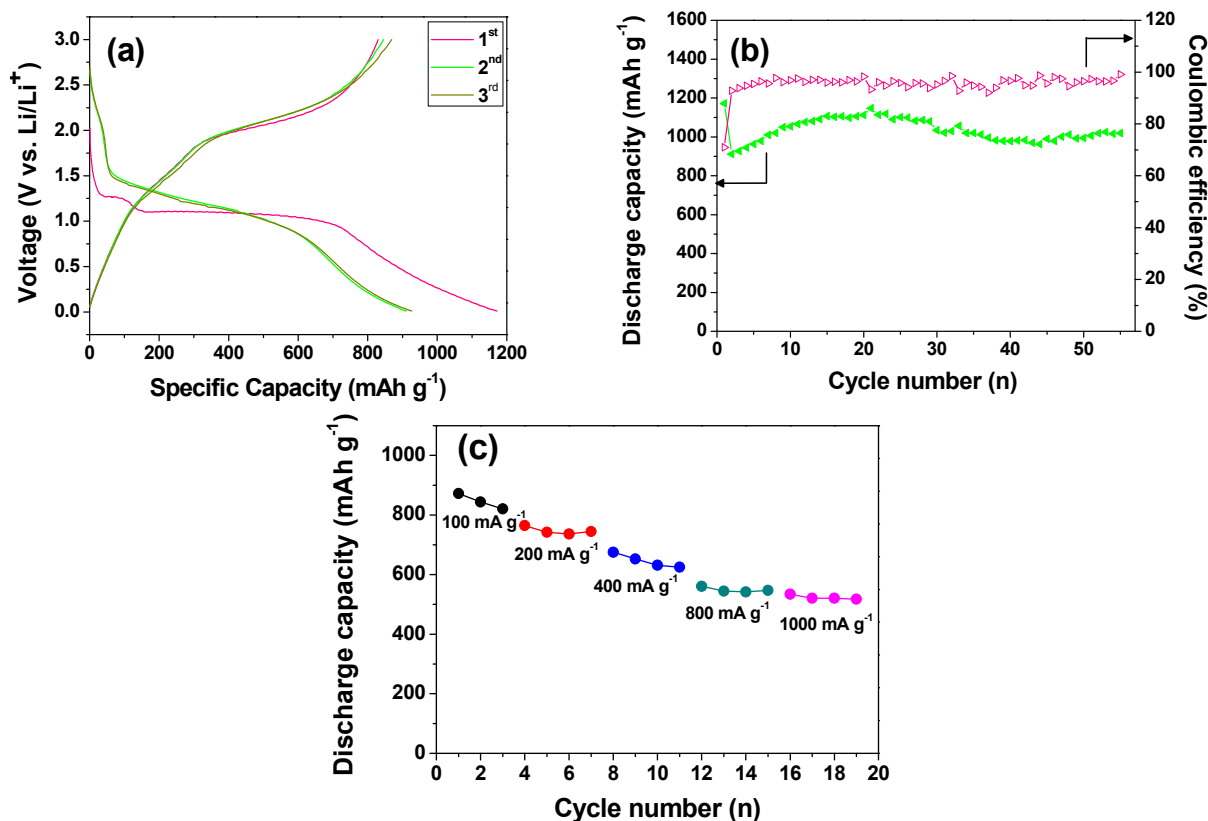 (a)
1st
2nd
3rd
3.0
2.5
2.0
1.5
1.0
0.5
0.0
Voltage (V vs. Li/Li+)
0 200 400 600 800 1000 1200
Specific Capacity (mAh g-1)
(b)
1600
1400
1200
1000
800
600
400
200
0
Discharge capacity (mAh g-1)
120
100
80
60
40
20
0
Coulombic efficiency (%)
0 10 20 30 40 50
Cycle number (n)
(c)
1000
800
600
400
200
0
Discharge capacity (mAh g-1)
100 mA g-1
200 mA g-1
400 mA g-1
800 mA g-1
1000 mA g-1
0 2 4 6 8 10 12 14 16 18 20
Cycle number (n)